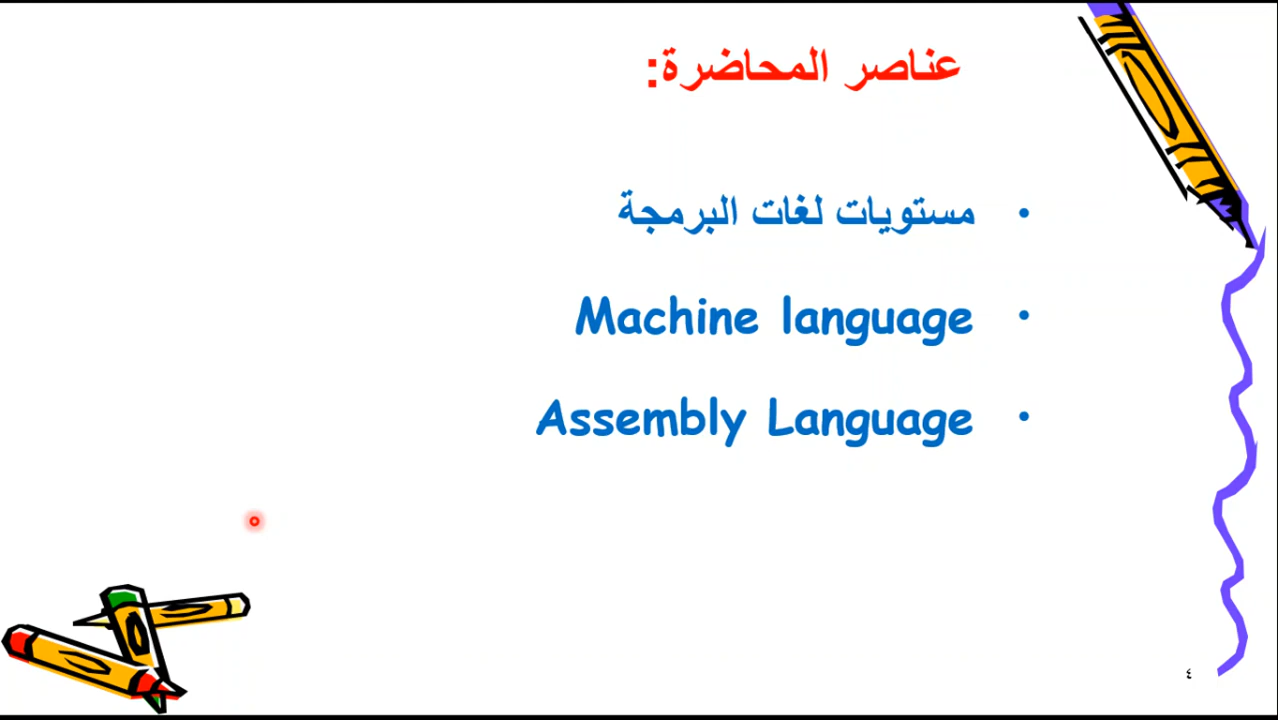 عناصر المحاضرة:
• مستويات لغات البرمجة
• Machine language
• Assembly Language
٤